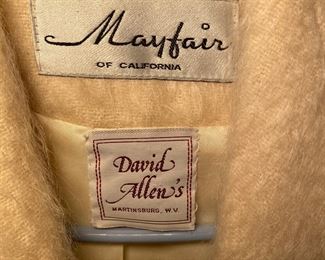 Mayfair
OF CALIFORNIA
David
Allen's
MARTINSBURG, W.V.